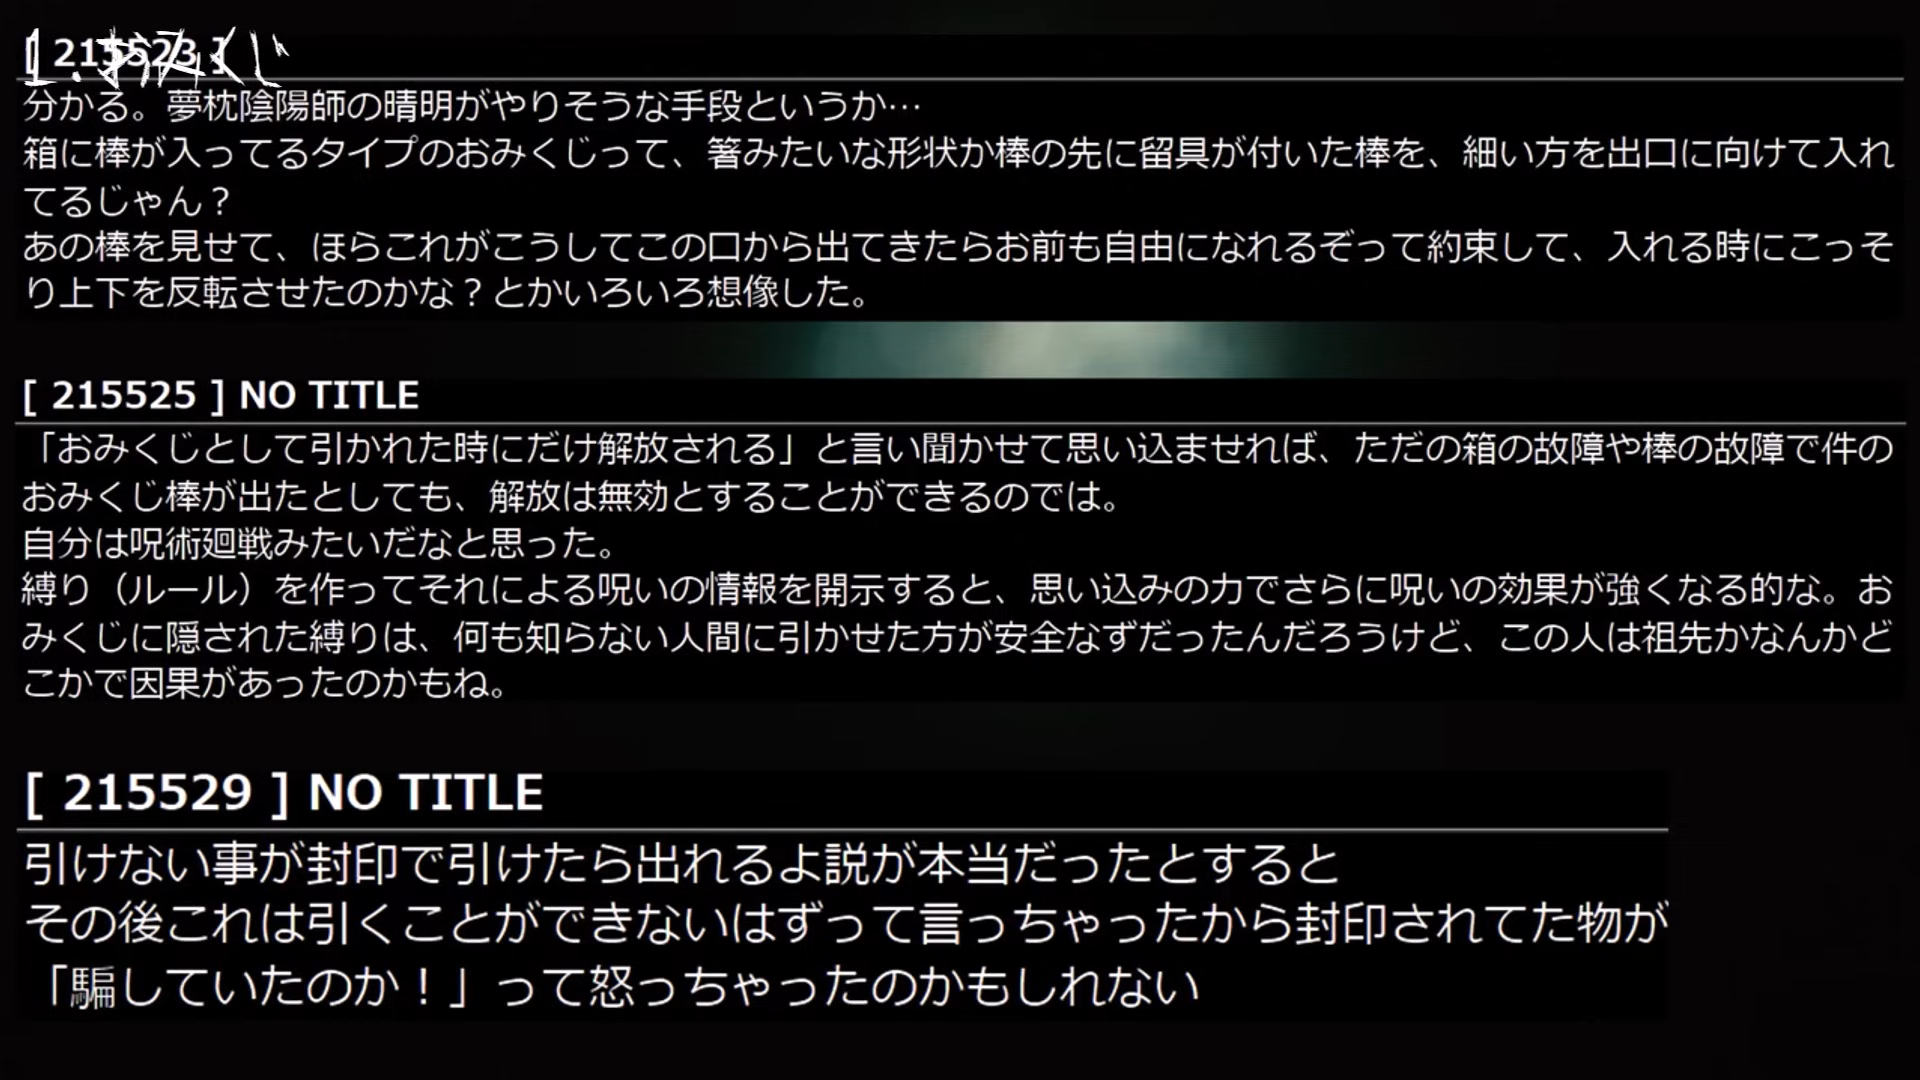 1.おみくじ
[ 215523 ]
分かる。夢枕陰陽師の晴明がやりそうな手段というか…
箱に棒が入ってるタイプのおみくじって、箸みたいな形状か棒の先に留具が付いた棒を、細い方を出口に向けて入れ
てるじゃん？
あの棒を見せて、ほらこれがこうしてこの口から出てきたらお前も自由になれるぞって約束して、入れる時にこっそ
り上下を反転させたのかな？とかいろいろ想像した。
[ 215525 ] NO TITLE
「おみくじとして引かれた時にだけ解放される」と言い聞かせて思い込ませれば、ただの箱の故障や棒の故障で件の
おみくじ棒が出たとしても、解放は無効とすることができるのでは。
自分は呪術廻戦みたいだなと思った。
縛り（ルール）を作ってそれによる呪いの情報を開示すると、思い込みの力でさらに呪いの効果が強くなる的な。お
みくじに隠された縛りは、何も知らない人間に引かせた方が安全なずだったんだろうけど、この人は祖先かなんかど
こかで因果があったのかもね。
[ 215529 ] NO TITLE
引けない事が封印で引けたら出れるよ説が本当だったとすると
その後これは引くことができないはずって言っちゃったから封印されてた物が
「騙していたのか！」って怒っちゃったのかもしれない